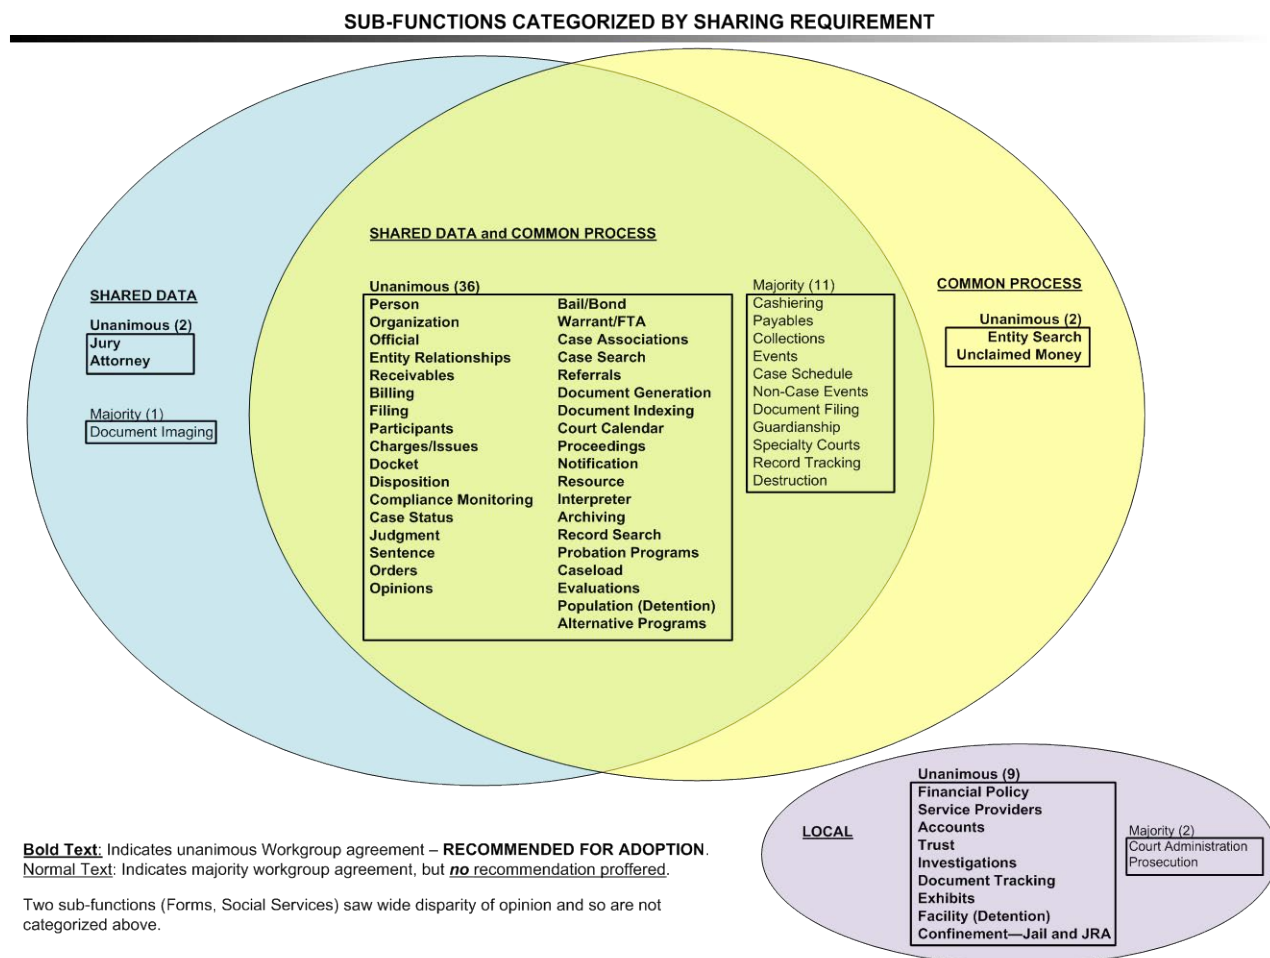 SUB-FUNCTIONS CATEGORIZED BY SHARING REQUIREMENT
SHARED DATA
Unanimous (2)
Jury
Attorney
Majority (1)
Document Imaging
SHARED DATA and COMMON PROCESS
Unanimous (36)
Person
Organization
Official
Entity Relationships
Receivables
Billing
Filing
Participants
Charges/Issues
Docket
Disposition
Compliance Monitoring
Case Status
Judgment
Sentence
Orders
Opinions
Bail/Bond
Warrant/FTA
Case Associations
Case Search
Referrals
Document Generation
Document Indexing
Court Calendar
Proceedings
Notification
Resource
Interpreter
Archiving
Record Search
Probation Programs
Caseload
Evaluations
Population (Detention)
Alternative Programs
Majority (11)
Cashiering
Payables
Collections
Events
Case Schedule
Non-Case Events
Document Filing
Guardianship
Specialty Courts
Record Tracking
Destruction
COMMON PROCESS
Unanimous (2)
Entity Search
Unclaimed Money
LOCAL
Unanimous (9)
Financial Policy
Service Providers
Accounts
Trust
Investigations
Document Tracking
Exhibits
Facility (Detention)
Confinement—Jail and JRA
Majority (2)
Court Administration
Prosecution
Bold Text: Indicates unanimous Workgroup agreement – RECOMMENDED FOR ADOPTION.
Normal Text: Indicates majority workgroup agreement, but no recommendation proffered.
Two sub-functions (Forms, Social Services) saw wide disparity of opinion and so are not
categorized above.